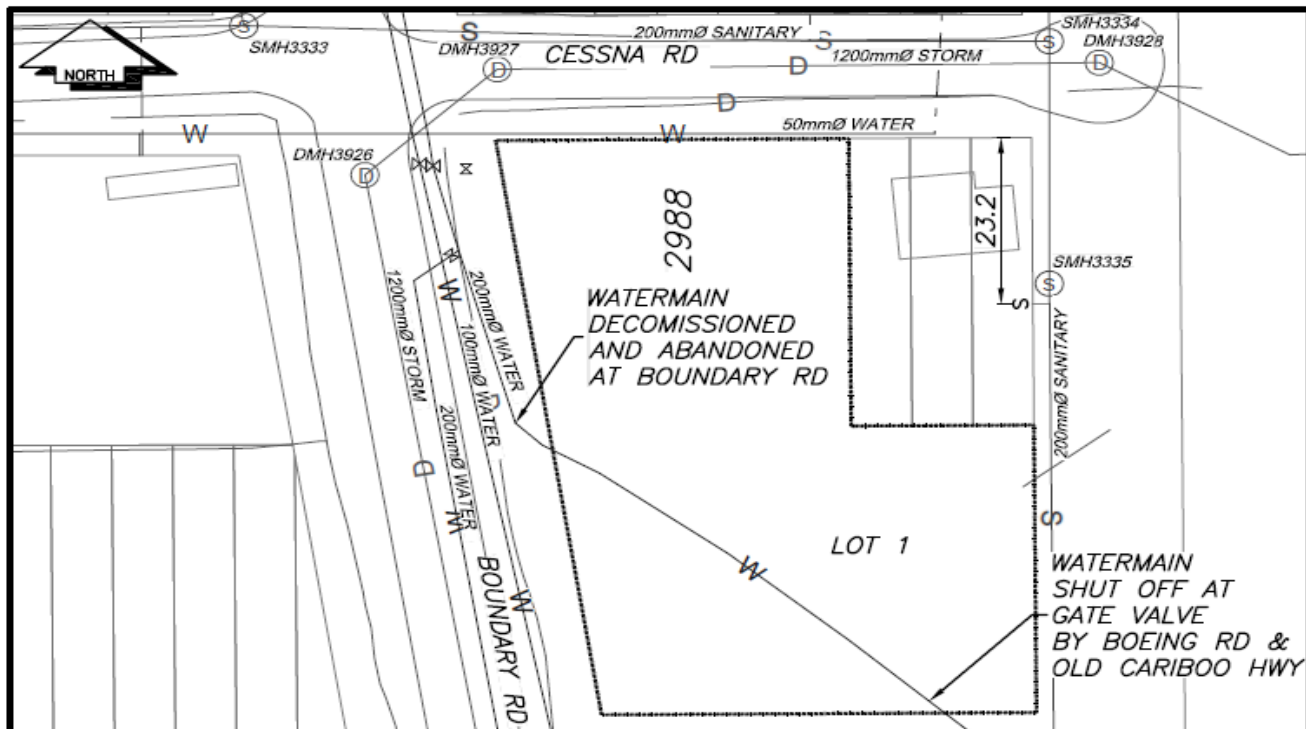 SMH3334
S
200mmØ SANITARY
S
S
S
SMH3333
DMH3927
CESSNA RD
1200mmØ STORM
DMH3928
D
D
D
NORTH
D
W
W
50mmØ WATER
DMH3926
D
2988
23.2
SMH3335
S
S
200mmØ SANITARY
S
1200mmØ STORM
W
200mmØ WATER
100mmØ WATER
D
200mmØ WATER
D
W
W
BOUNDARY RD
WATERMAIN
DECOMISSIONED
AND ABANDONED
AT BOUNDARY RD
LOT 1
W
WATERMAIN
SHUT OFF AT
GATE VALVE
BY BOEING RD &
OLD CARIBOO HWY